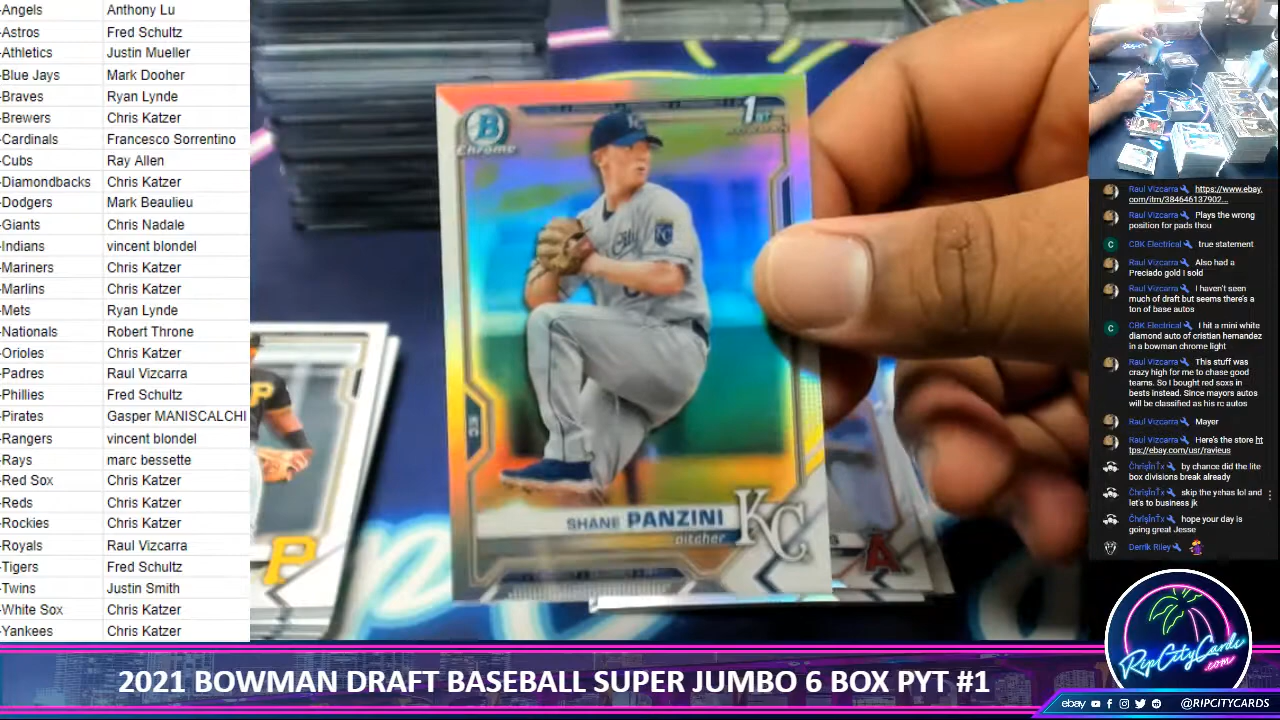 -Angels Anthony Lu
-Astros Fred Schultz
-Athletics Justin Mueller
-Blue Jays Mark Dooher
-Braves Ryan Lynde
-Brewers Chris Katzer
-Cardinals Francesco Sorrentino
-Cubs Ray Allen
-Diamondbacks Chris Katzer
-Dodgers Mark Beaulieu
-Giants Chris Nadale
-Indians vincent blondel
-Mariners Chris Katzer
-Marlins Chris Katzer
-Mets Ryan Lynde
-Nationals Robert Throne
-Orioles Chris Katzer
-Padres Raul Vizcarra
-Phillies Fred Schultz
-Pirates Gasper MANISCALCHI
-Rangers vincent blondel
-Rays marc bessette
-Red Sox Chris Katzer
-Reds Chris Katzer
-Rockies Chris Katzer
-Royals Raul Vizcarra
-Tigers Fred Schultz
-Twins Justin Smith
-White Sox Chris Katzer
-Yankees Chris Katzer
B
Chrome
1ST
City
KC
KC
SHANE PANZINI
pitcher
KC
P
P
A
Raul Vizcarra https://www.ebay.
com/itm/384646137902...
Raul Vizcarra Plays the wrong
position for pads thou
C CBK Electrical true statement
Raul Vizcarra Also had a
Preciado gold I sold
Raul Vizcarra I haven't seen
much of draft but seems there's a
ton of base autos
C CBK Electrical I hit a mini white
diamond auto of cristian hernandez
in a bowman chrome light
Raul Vizcarra This stuff was
crazy high for me to chase good
teams. So I bought red soxs in
bests instead. Since mayors autos
will be classified as his rc autos
Raul Vizcarra Mayer
Raul Vizcarra Here's the store ht
tps://ebay.com/usr/ravieus
by chance did the lite
box divisions break already
skip the yehas lol and
let's to business jk
hope your day is
going great Jesse
Derrik Riley
RipCityCards
.com
2021 BOWMAN DRAFT BASEBALL SUPER JUMBO 6 BOX PYT #1
ebay @RIPCITYCARDS